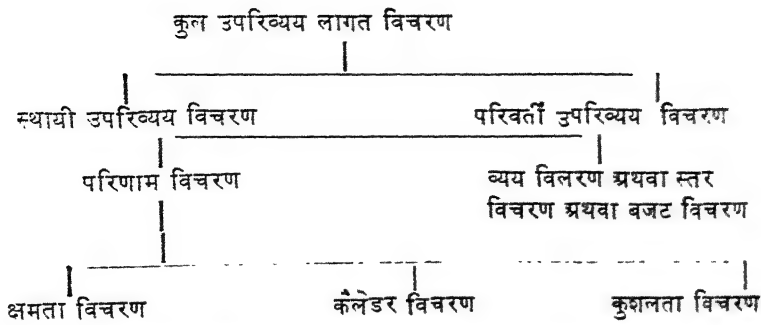 कुल उपरिव्यय लागत विचरण
स्थायी उपरिव्यय विचरण परिवर्ती उपरिव्यय विचरण
परिणाम विचरण व्यय विलरण अथवा स्तर
विचरण अथवा बजट विचरण
क्षमता विचरण कैलेडर विचरण कुशलता विचरण